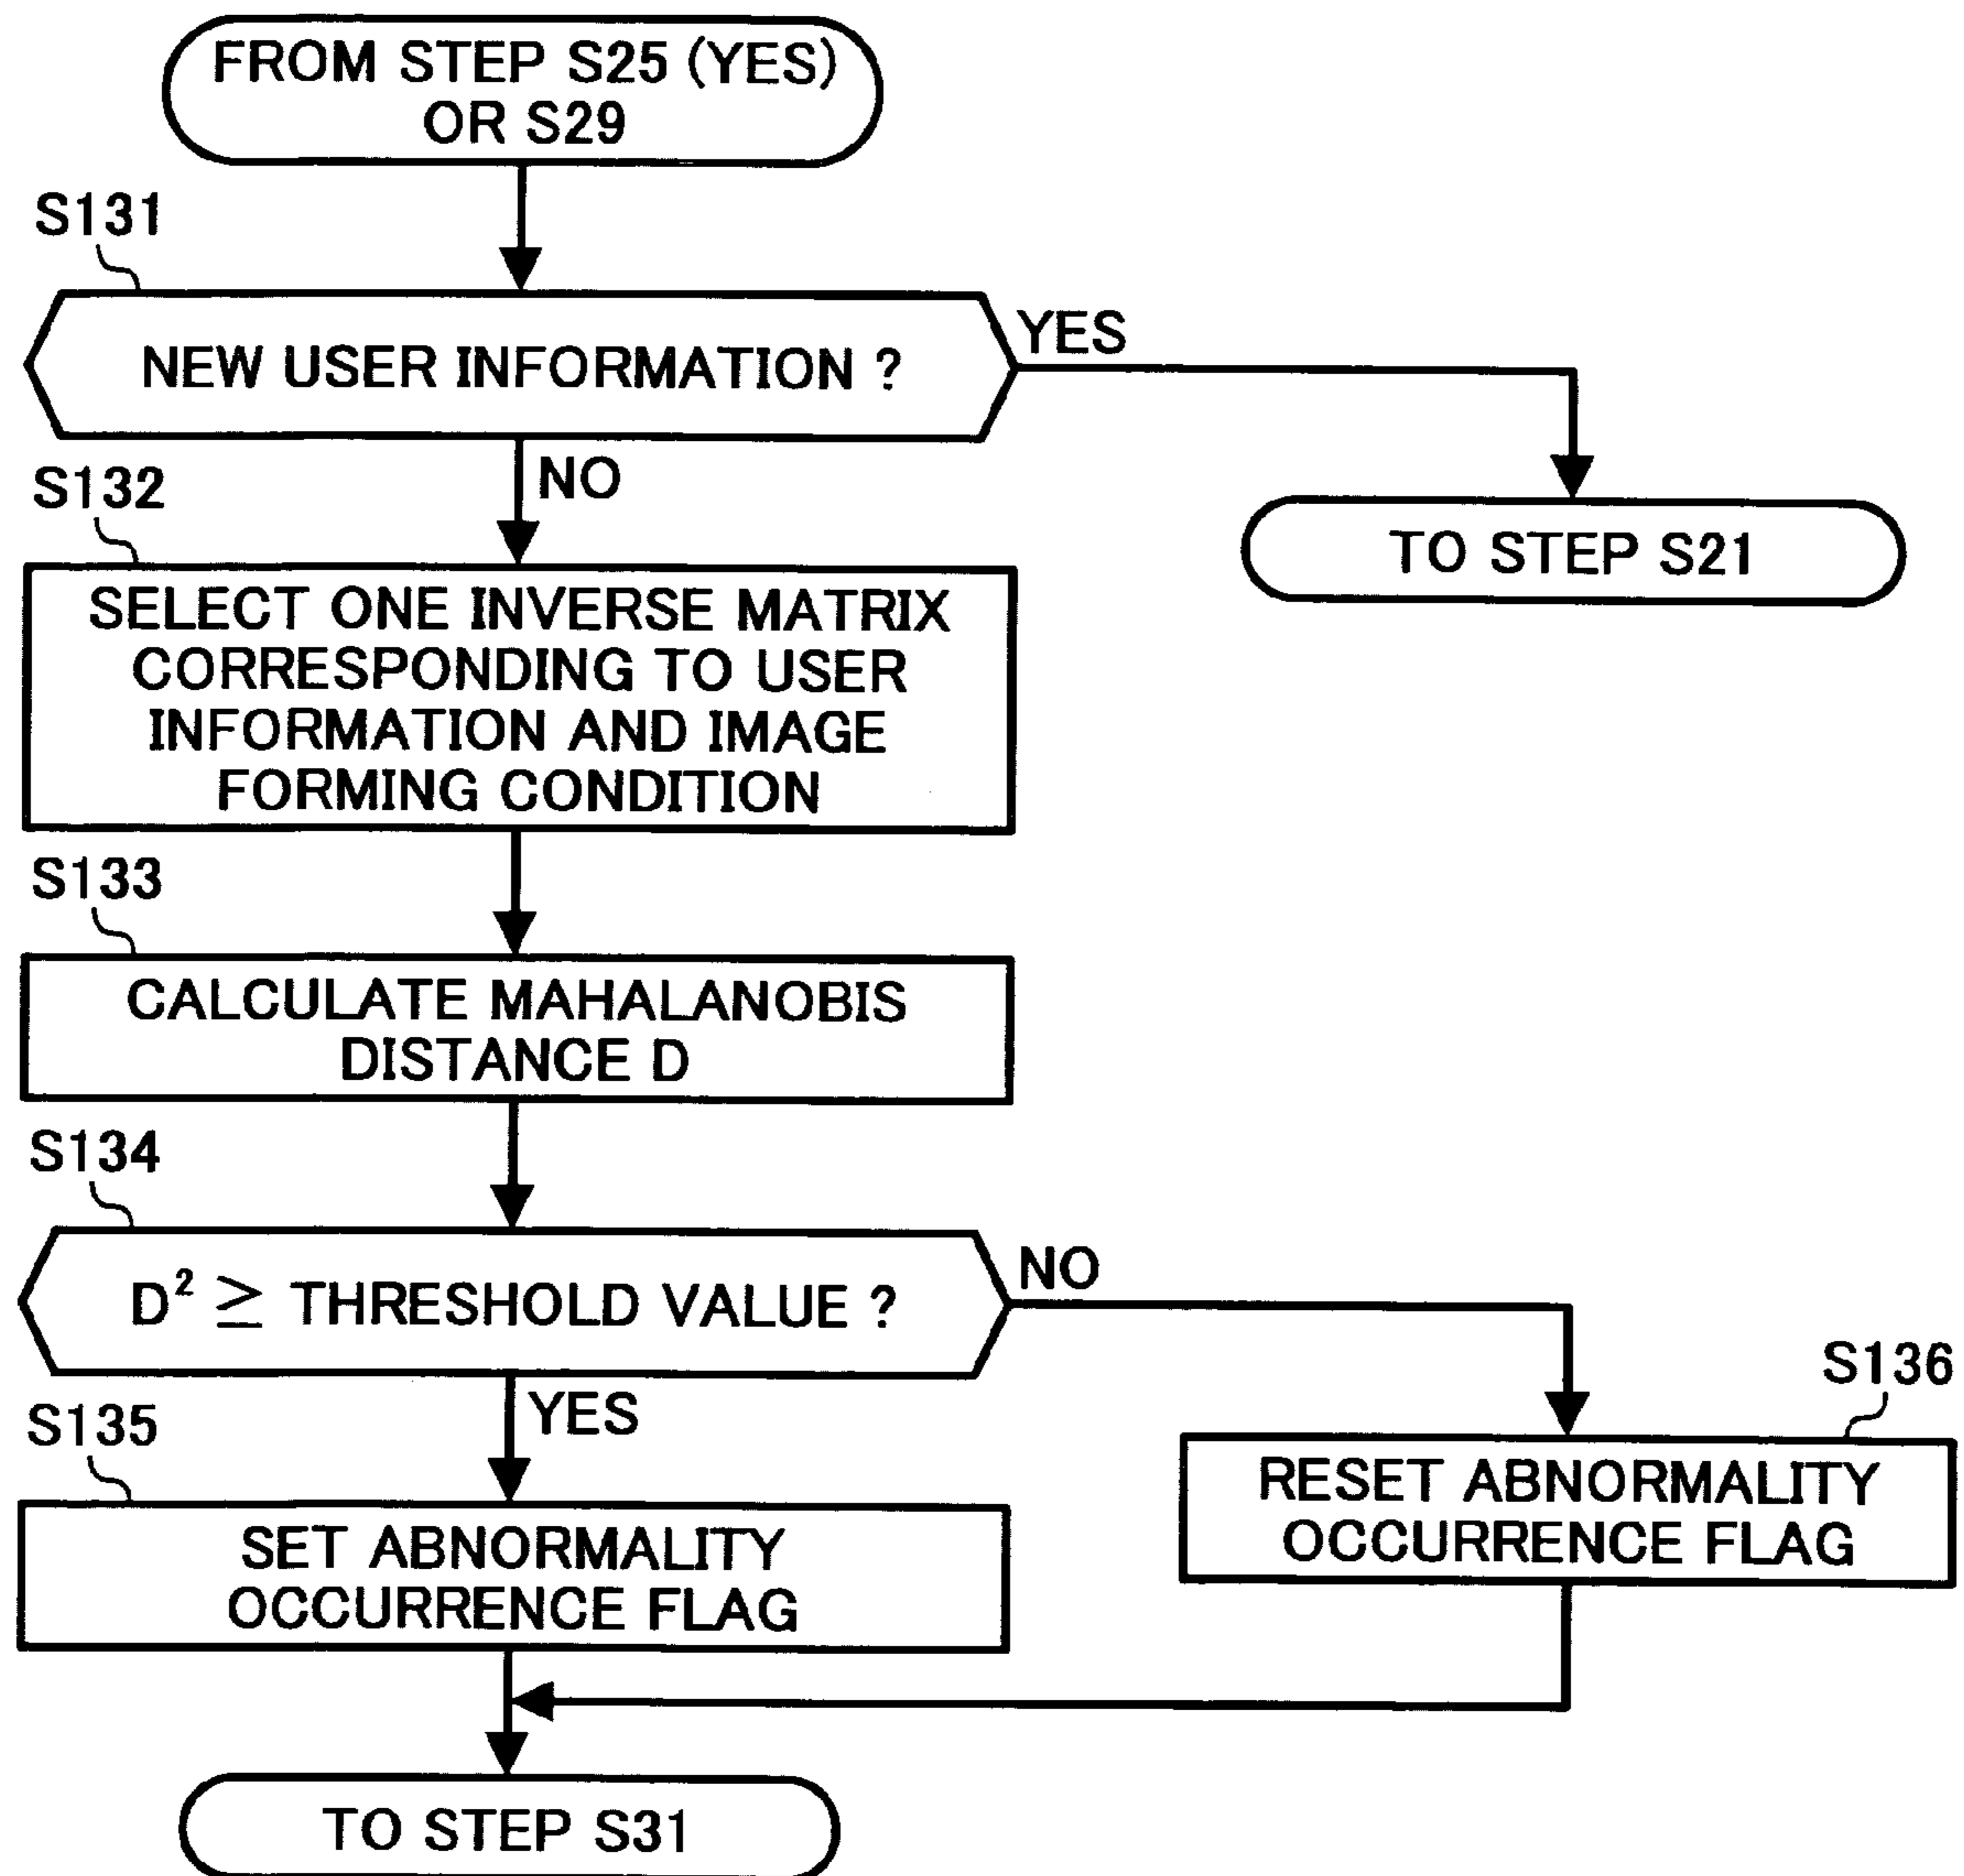 FROM STEP S25 (YES)
OR S29
S131
NEW USER INFORMATION ?
YES
NO
TO STEP S21
S132
SELECT ONE INVERSE MATRIX
CORRESPONDING TO USER
INFORMATION AND IMAGE
FORMING CONDITION
S133
CALCULATE MAHALANOBIS
DISTANCE D
S134
D² ≥ THRESHOLD VALUE ?
NO
YES
S136
RESET ABNORMALITY
OCCURRENCE FLAG
S135
SET ABNORMALITY
OCCURRENCE FLAG
TO STEP S31